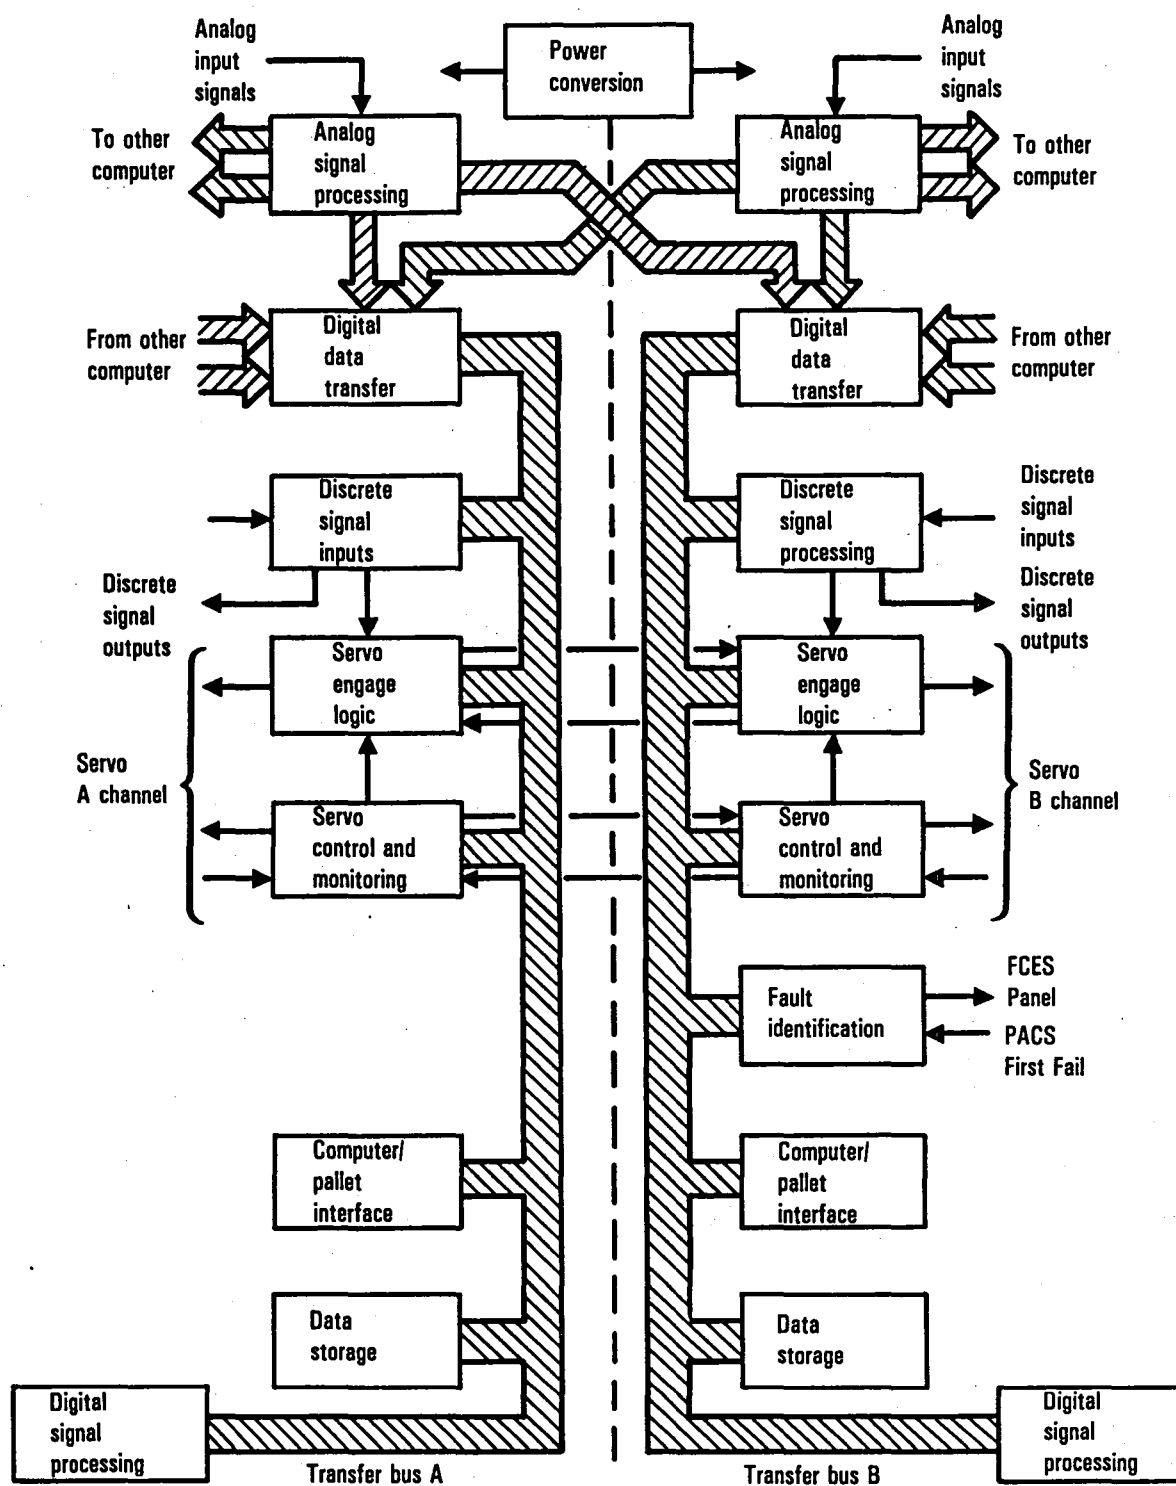 Analog
input
signals
Power
conversion
Analog
input
signals
To other
computer
Analog
signal
processing
Analog
signal
processing
To other
computer
From other
computer
Digital
data
transfer
Digital
data
transfer
From other
computer
Discrete
signal
inputs
Discrete
signal
processing
Discrete
signal
inputs
Discrete
signal
outputs
Discrete
signal
outputs
Servo
engage
logic
Servo
engage
logic
Servo
A channel
Servo
B channel
Servo
control and
monitoring
Servo
control and
monitoring
Fault
identification
FCES
Panel
PACS
First Fail
Computer/
pallet
interface
Computer/
pallet
interface
Data
storage
Data
storage
Digital
signal
processing
Digital
signal
processing
Transfer bus A
Transfer bus B